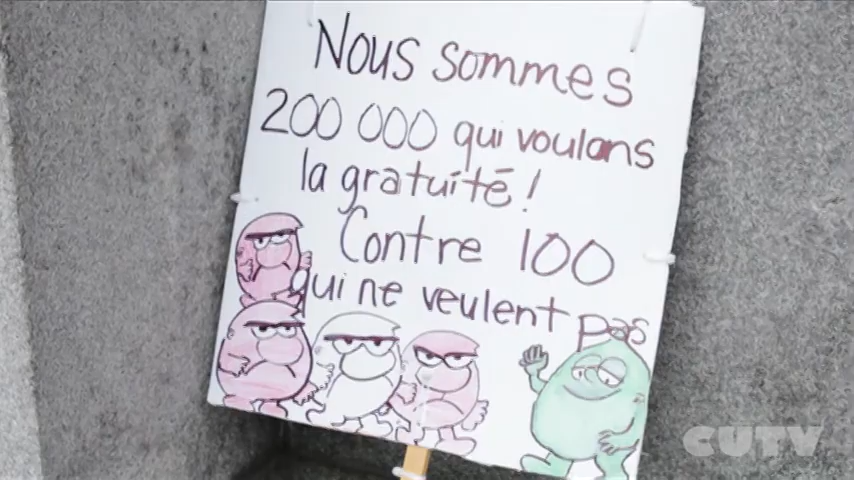 Nous sommes
200 000 qui voulons
la gratuité!
Contre 100
qui ne veulent pas
CUTV